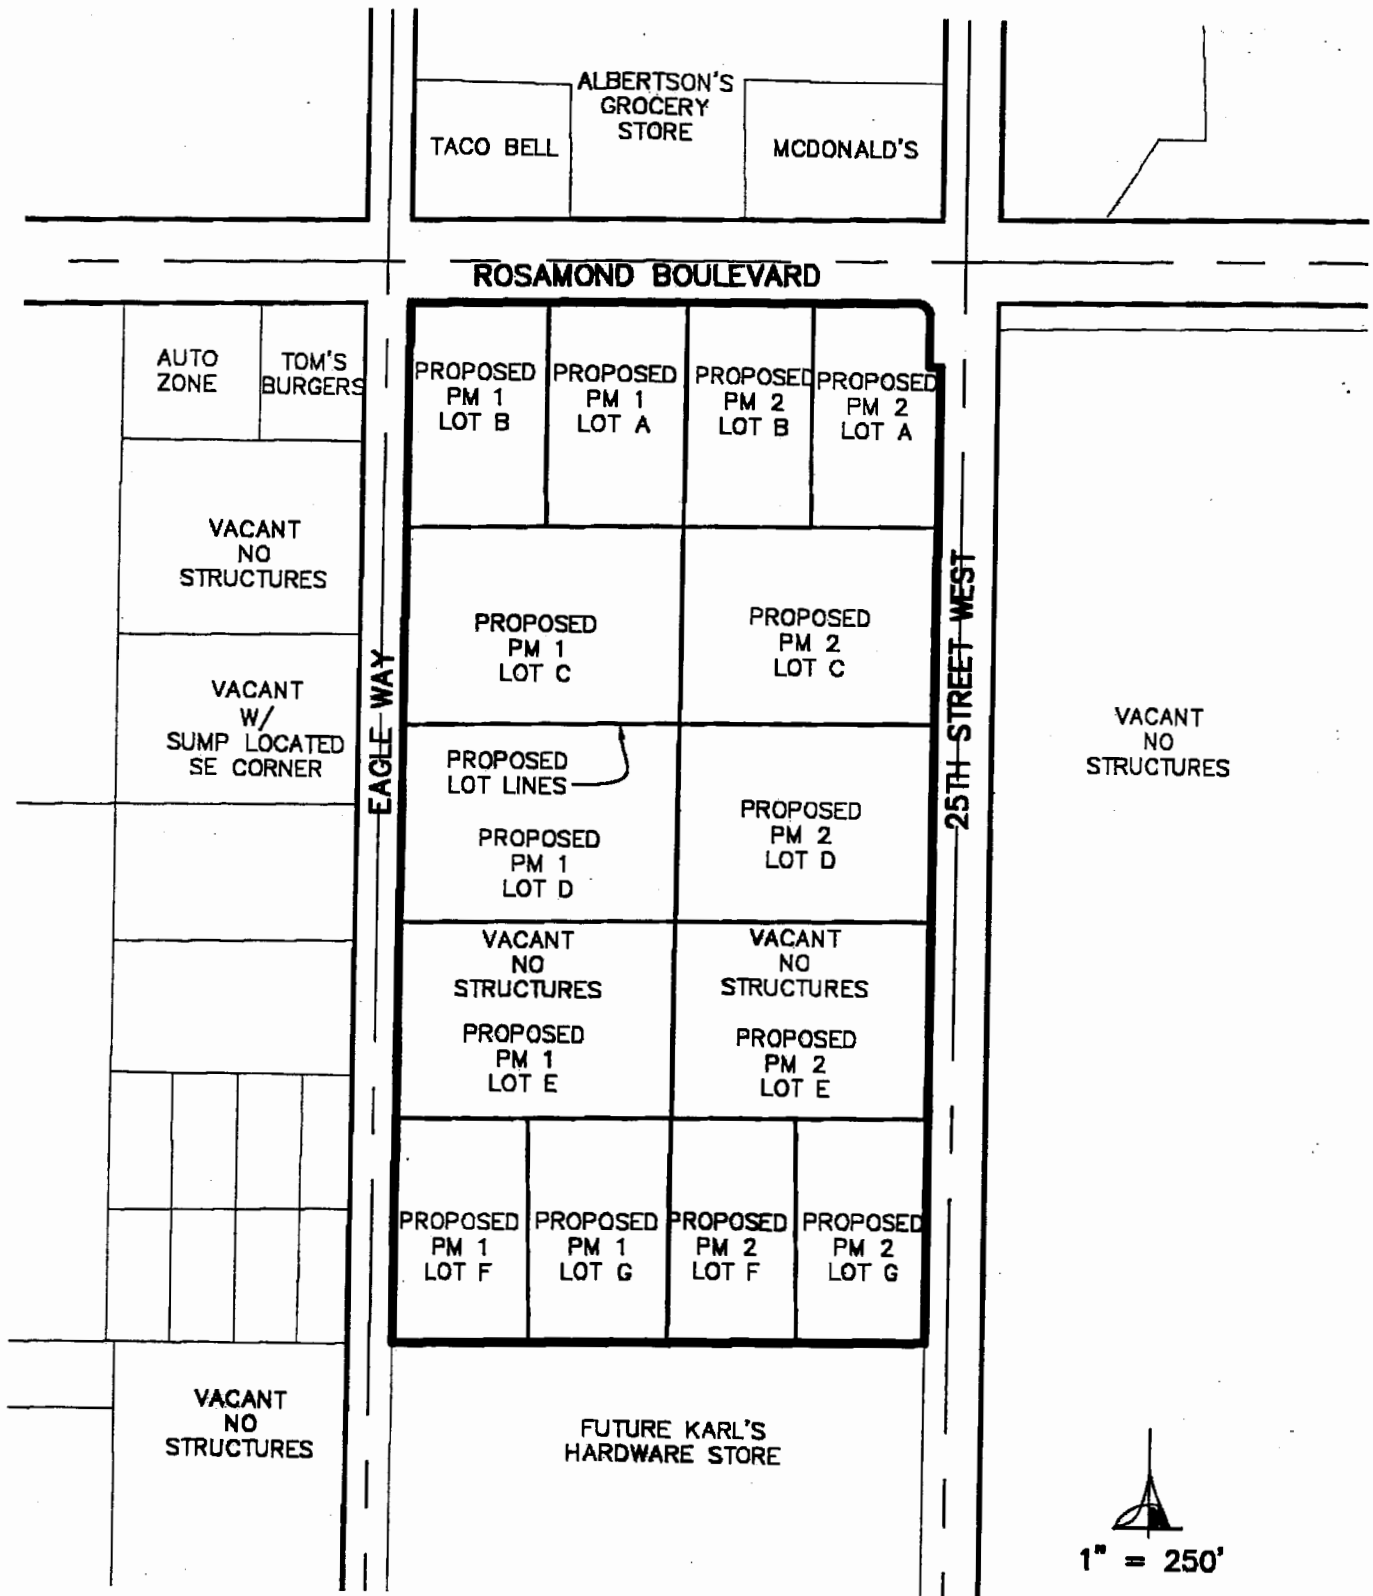 ALBERTSON'S
GROCERY
STORE
TACO BELL
MCDONALD'S
ROSAMOND BOULEVARD
AUTO
ZONE
TOM'S
BURGERS
PROPOSED
PM 1
LOT B
PROPOSED
PM 1
LOT A
PROPOSED
PM 2
LOT B
PROPOSED
PM 2
LOT A
VACANT
NO
STRUCTURES
PROPOSED
PM 1
LOT C
PROPOSED
PM 2
LOT C
VACANT
W/
SUMP LOCATED
SE CORNER
EAGLE WAY
25TH STREET WEST
VACANT
NO
STRUCTURES
PROPOSED
LOT LINES
PROPOSED
PM 1
LOT D
PROPOSED
PM 2
LOT D
VACANT
NO
STRUCTURES
VACANT
NO
STRUCTURES
PROPOSED
PM 1
LOT E
PROPOSED
PM 2
LOT E
PROPOSED
PM 1
LOT F
PROPOSED
PM 1
LOT G
PROPOSED
PM 2
LOT F
PROPOSED
PM 2
LOT G
VACANT
NO
STRUCTURES
FUTURE KARL'S
HARDWARE STORE
1" = 250'